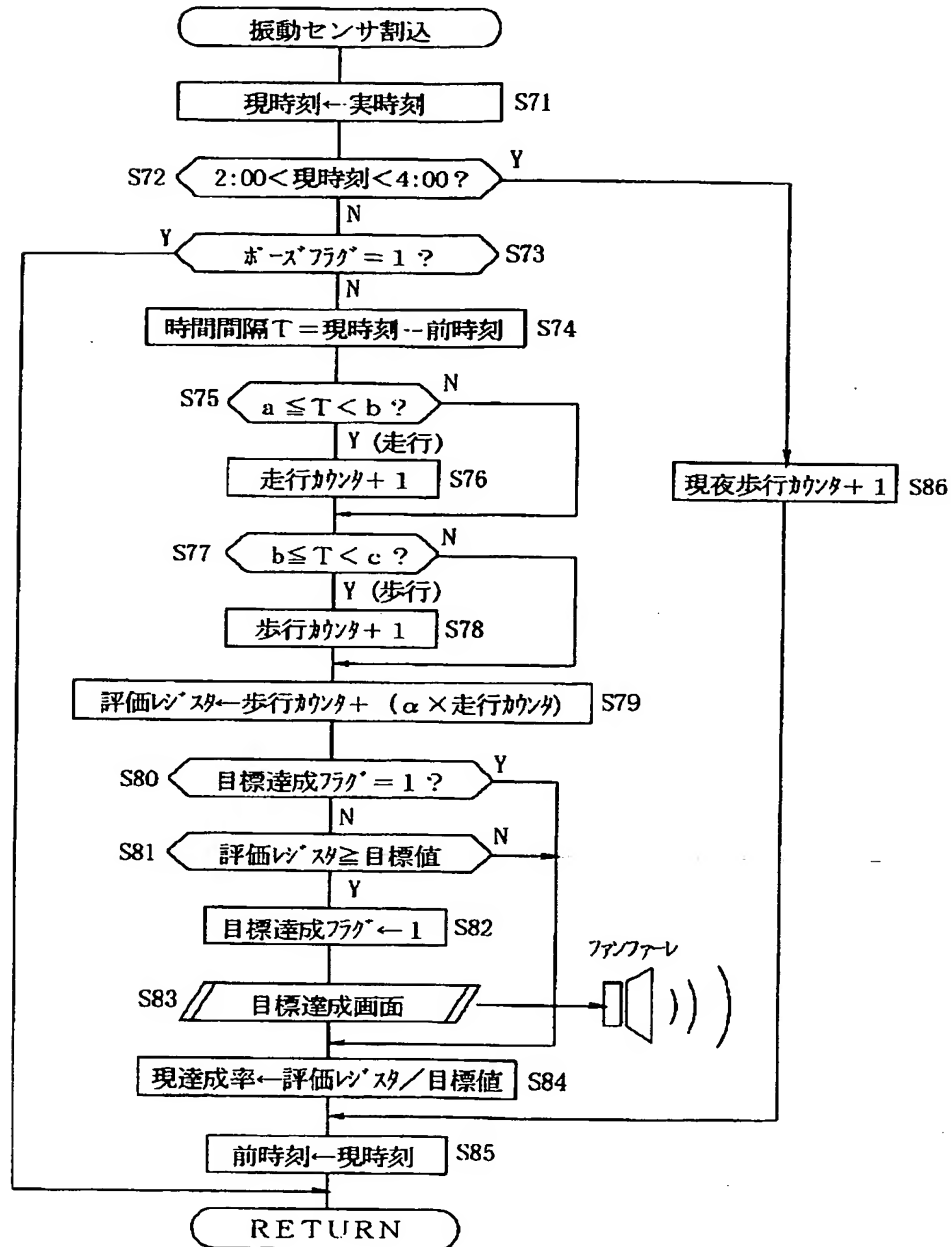 振動センサ割込
現時刻←実時刻 S71
S72 2:00<現時刻<4:00? Y
N
Y ポーズフラグ=1? S73
N
時間間隔T=現時刻--前時刻 S74
S75 a≦T<b? N
Y (走行)
走行カウンタ+1 S76
現夜歩行カウンタ+1 S86
S77 b≦T<c? N
Y (歩行)
歩行カウンタ+1 S78
評価レジスタ←歩行カウンタ+(α×走行カウンタ) S79
S80 目標達成フラグ=1? Y
N
S81 評価レジスタ≧目標値 N
Y
目標達成フラグ←1 S82
ファンファーレ
S83 目標達成画面
現達成率←評価レジスタ/目標値 S84
前時刻←現時刻 S85
RETURN